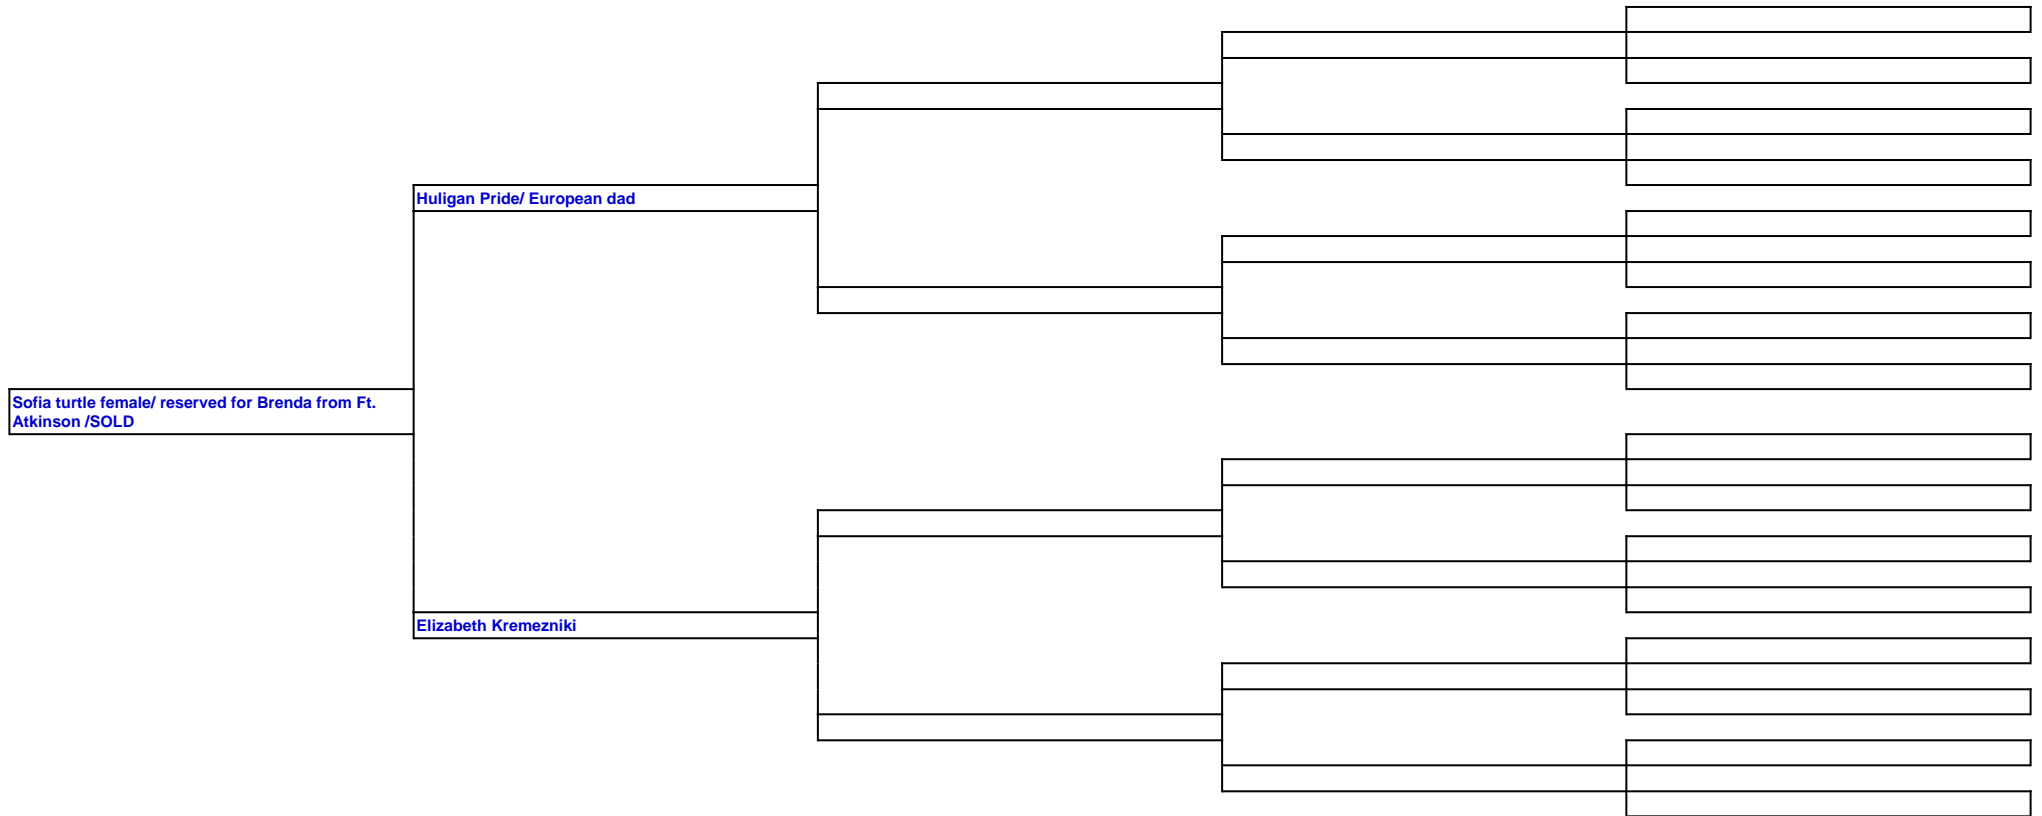 Huligan Pride/ European dad
Sofia turtle female/ reserved for Brenda from Ft.
Atkinson /SOLD
Elizabeth Kremezniki